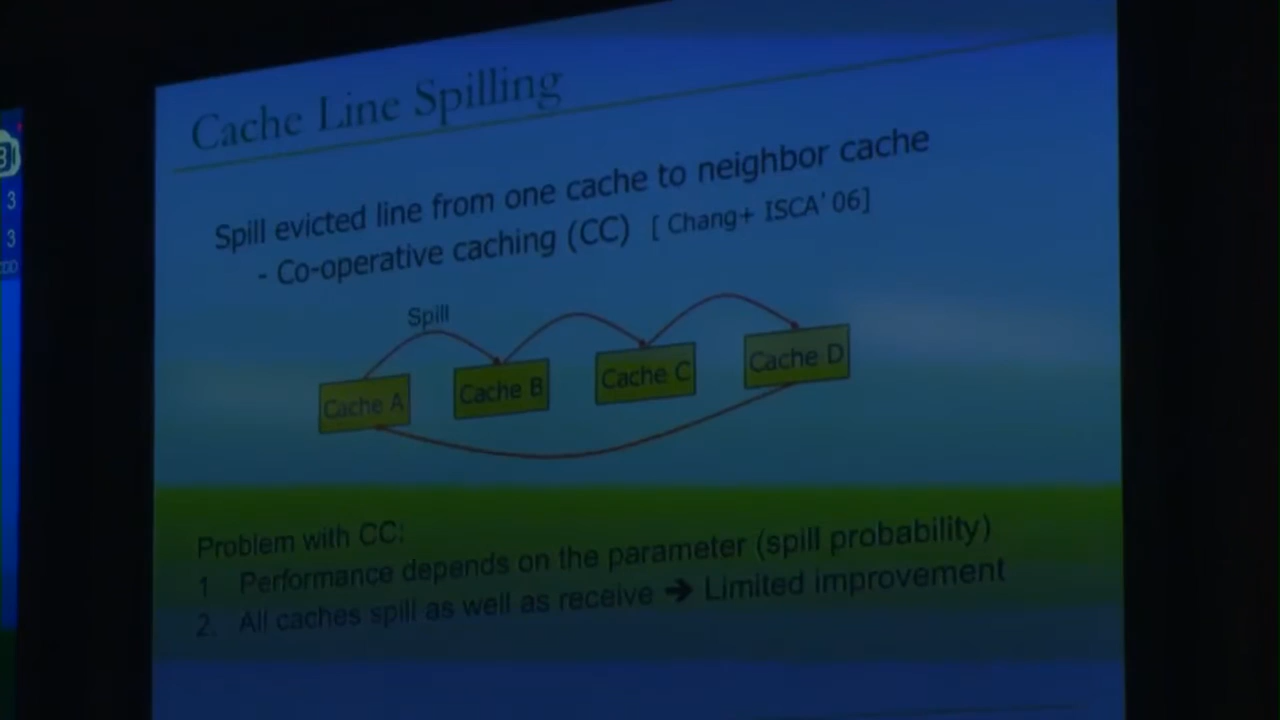 Cache Line Spilling
Spill evicted line from one cache to neighbor cache
- Co-operative caching (CC) [ Chang+ ISCA' 06]
Spill
Cache A
Cache B
Cache C
Cache D
Problem with CC:
1. Performance depends on the parameter (spill probability)
2. All caches spill as well as receive ➔ Limited improvement
3
3